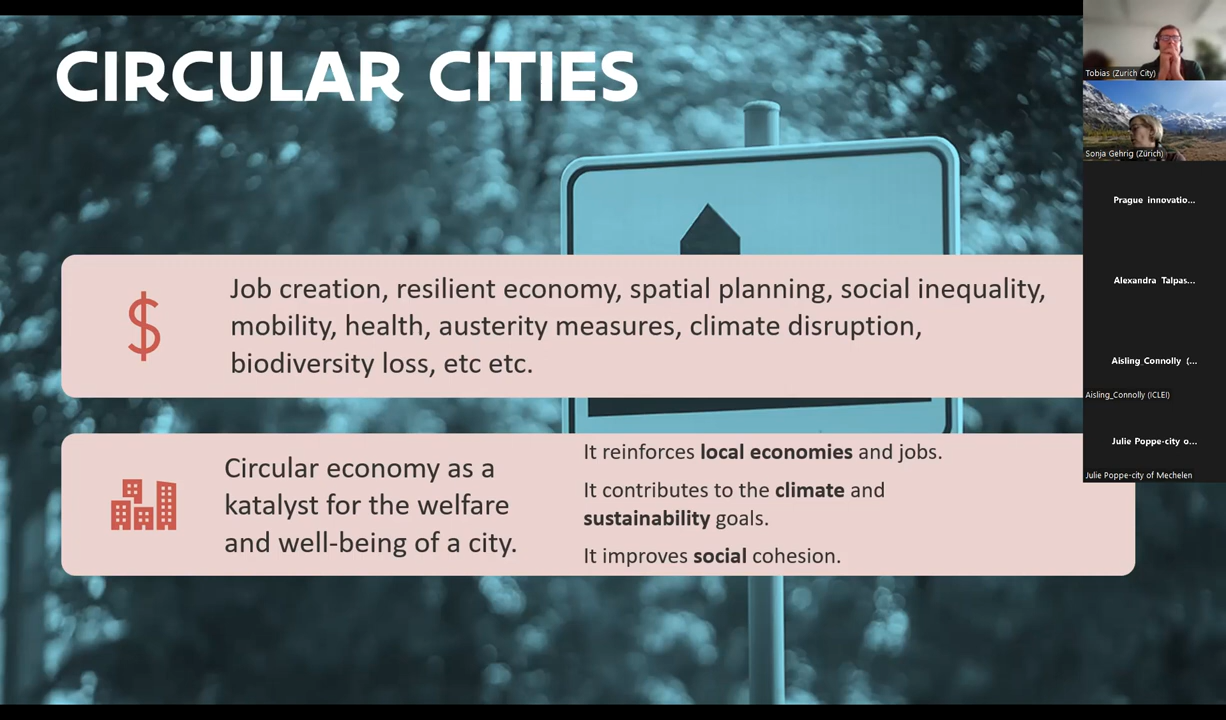 CIRCULAR CITIES
$
Job creation, resilient economy, spatial planning, social inequality,
mobility, health, austerity measures, climate disruption,
biodiversity loss, etc etc.
Circular economy as a
katalyst for the welfare
and well-being of a city.
It reinforces local economies and jobs.
It contributes to the climate and
sustainability goals.
It improves social cohesion.
Tobias (Zurich City)
Sonja Gehrig (Zürich)
Prague innovatio...
Alexandra Talpas...
Aisling_Connolly (...
Aisling_Connolly (ICLEI)
Julie Poppe-city o...
Julie Poppe-city of Mechelen